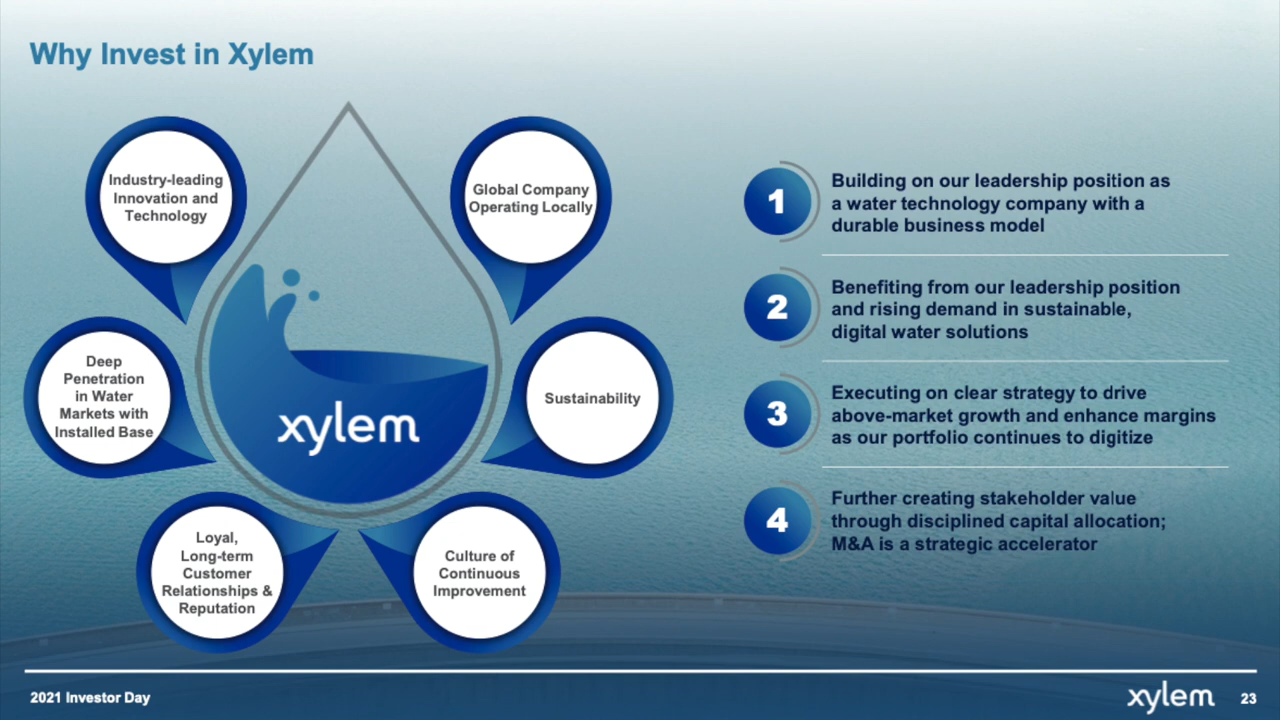 Why Invest in Xylem
Industry-leading
Innovation and
Technology
Global Company
Operating Locally
Deep
Penetration
in Water
Markets with
Installed Base
Sustainability
Loyal,
Long-term
Customer
Relationships &
Reputation
Culture of
Continuous
Improvement
xylem
1
Building on our leadership position as
a water technology company with a
durable business model
2
Benefiting from our leadership position
and rising demand in sustainable,
digital water solutions
3
Executing on clear strategy to drive
above-market growth and enhance margins
as our portfolio continues to digitize
4
Further creating stakeholder value
through disciplined capital allocation;
M&A is a strategic accelerator
2021 Investor Day
xylem
23